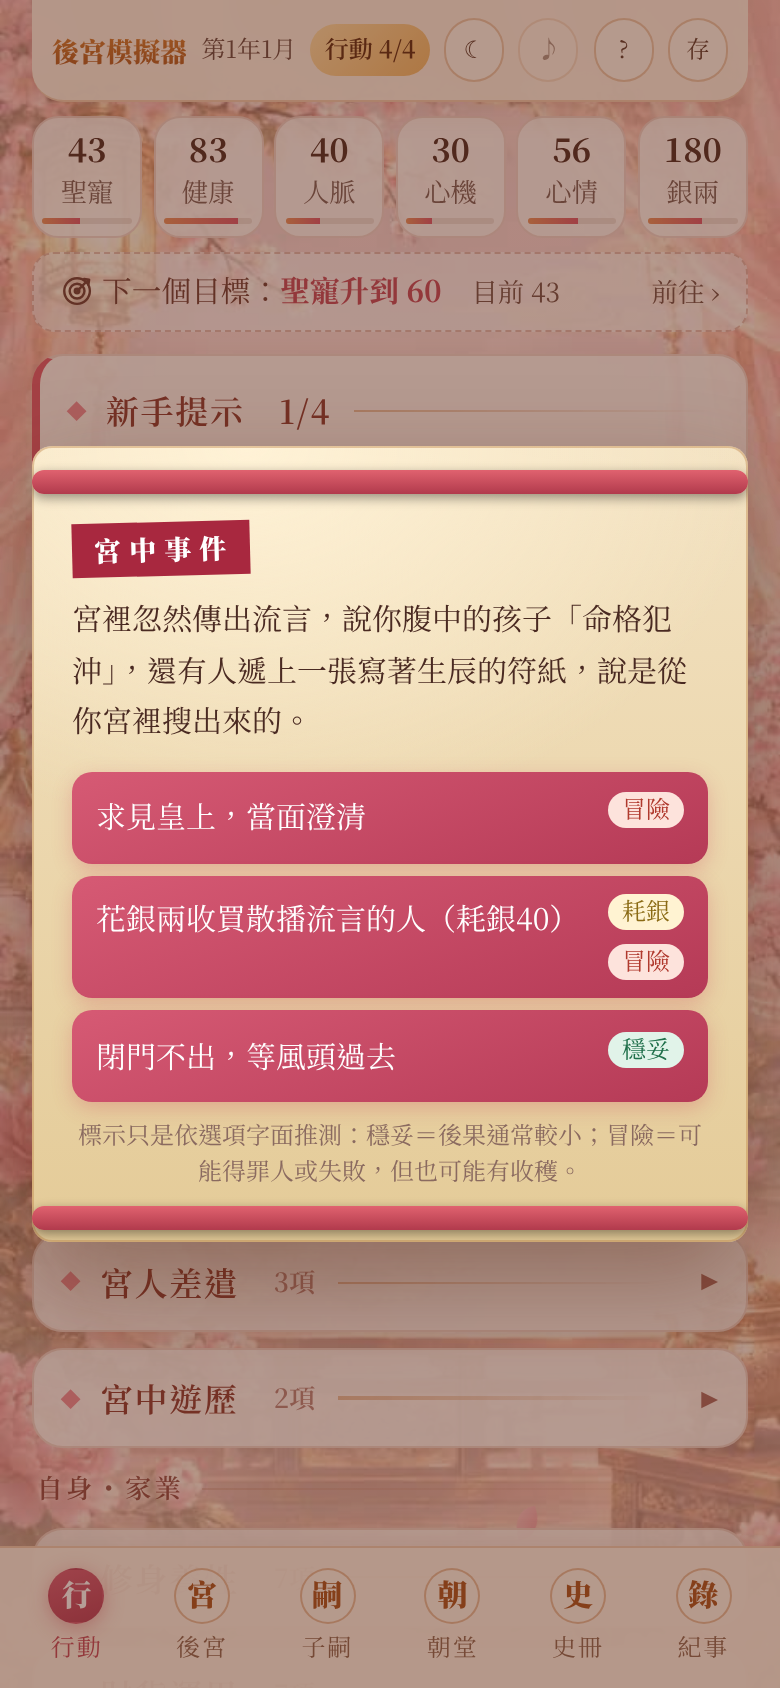 後宮模擬器 第1年1月 行動 4/4 ☾ ♪ ? 存
43 83 40 30 56 180
聖寵 健康 人脈 心機 心情 銀兩
下一個目標：聖寵升到 60 目前 43 前往 ›
新手提示 1/4
宮中事件
宮裡忽然傳出流言，說你腹中的孩子「命格犯
沖」，還有人遞上一張寫著生辰的符紙，說是從
你宮裡搜出來的。
求見皇上，當面澄清 冒險
花銀兩收買散播流言的人（耗銀40） 耗銀
冒險
閉門不出，等風頭過去 穩妥
標示只是依選項字面推測：穩妥＝後果通常較小；冒險＝可
能得罪人或失敗，但也可能有收穫。
宮人差遣 3項 ▶
宮中遊歷 2項 ▶
自身・家業
行 宮 嗣 朝 史 錄
行動 後宮 子嗣 朝堂 史冊 紀事